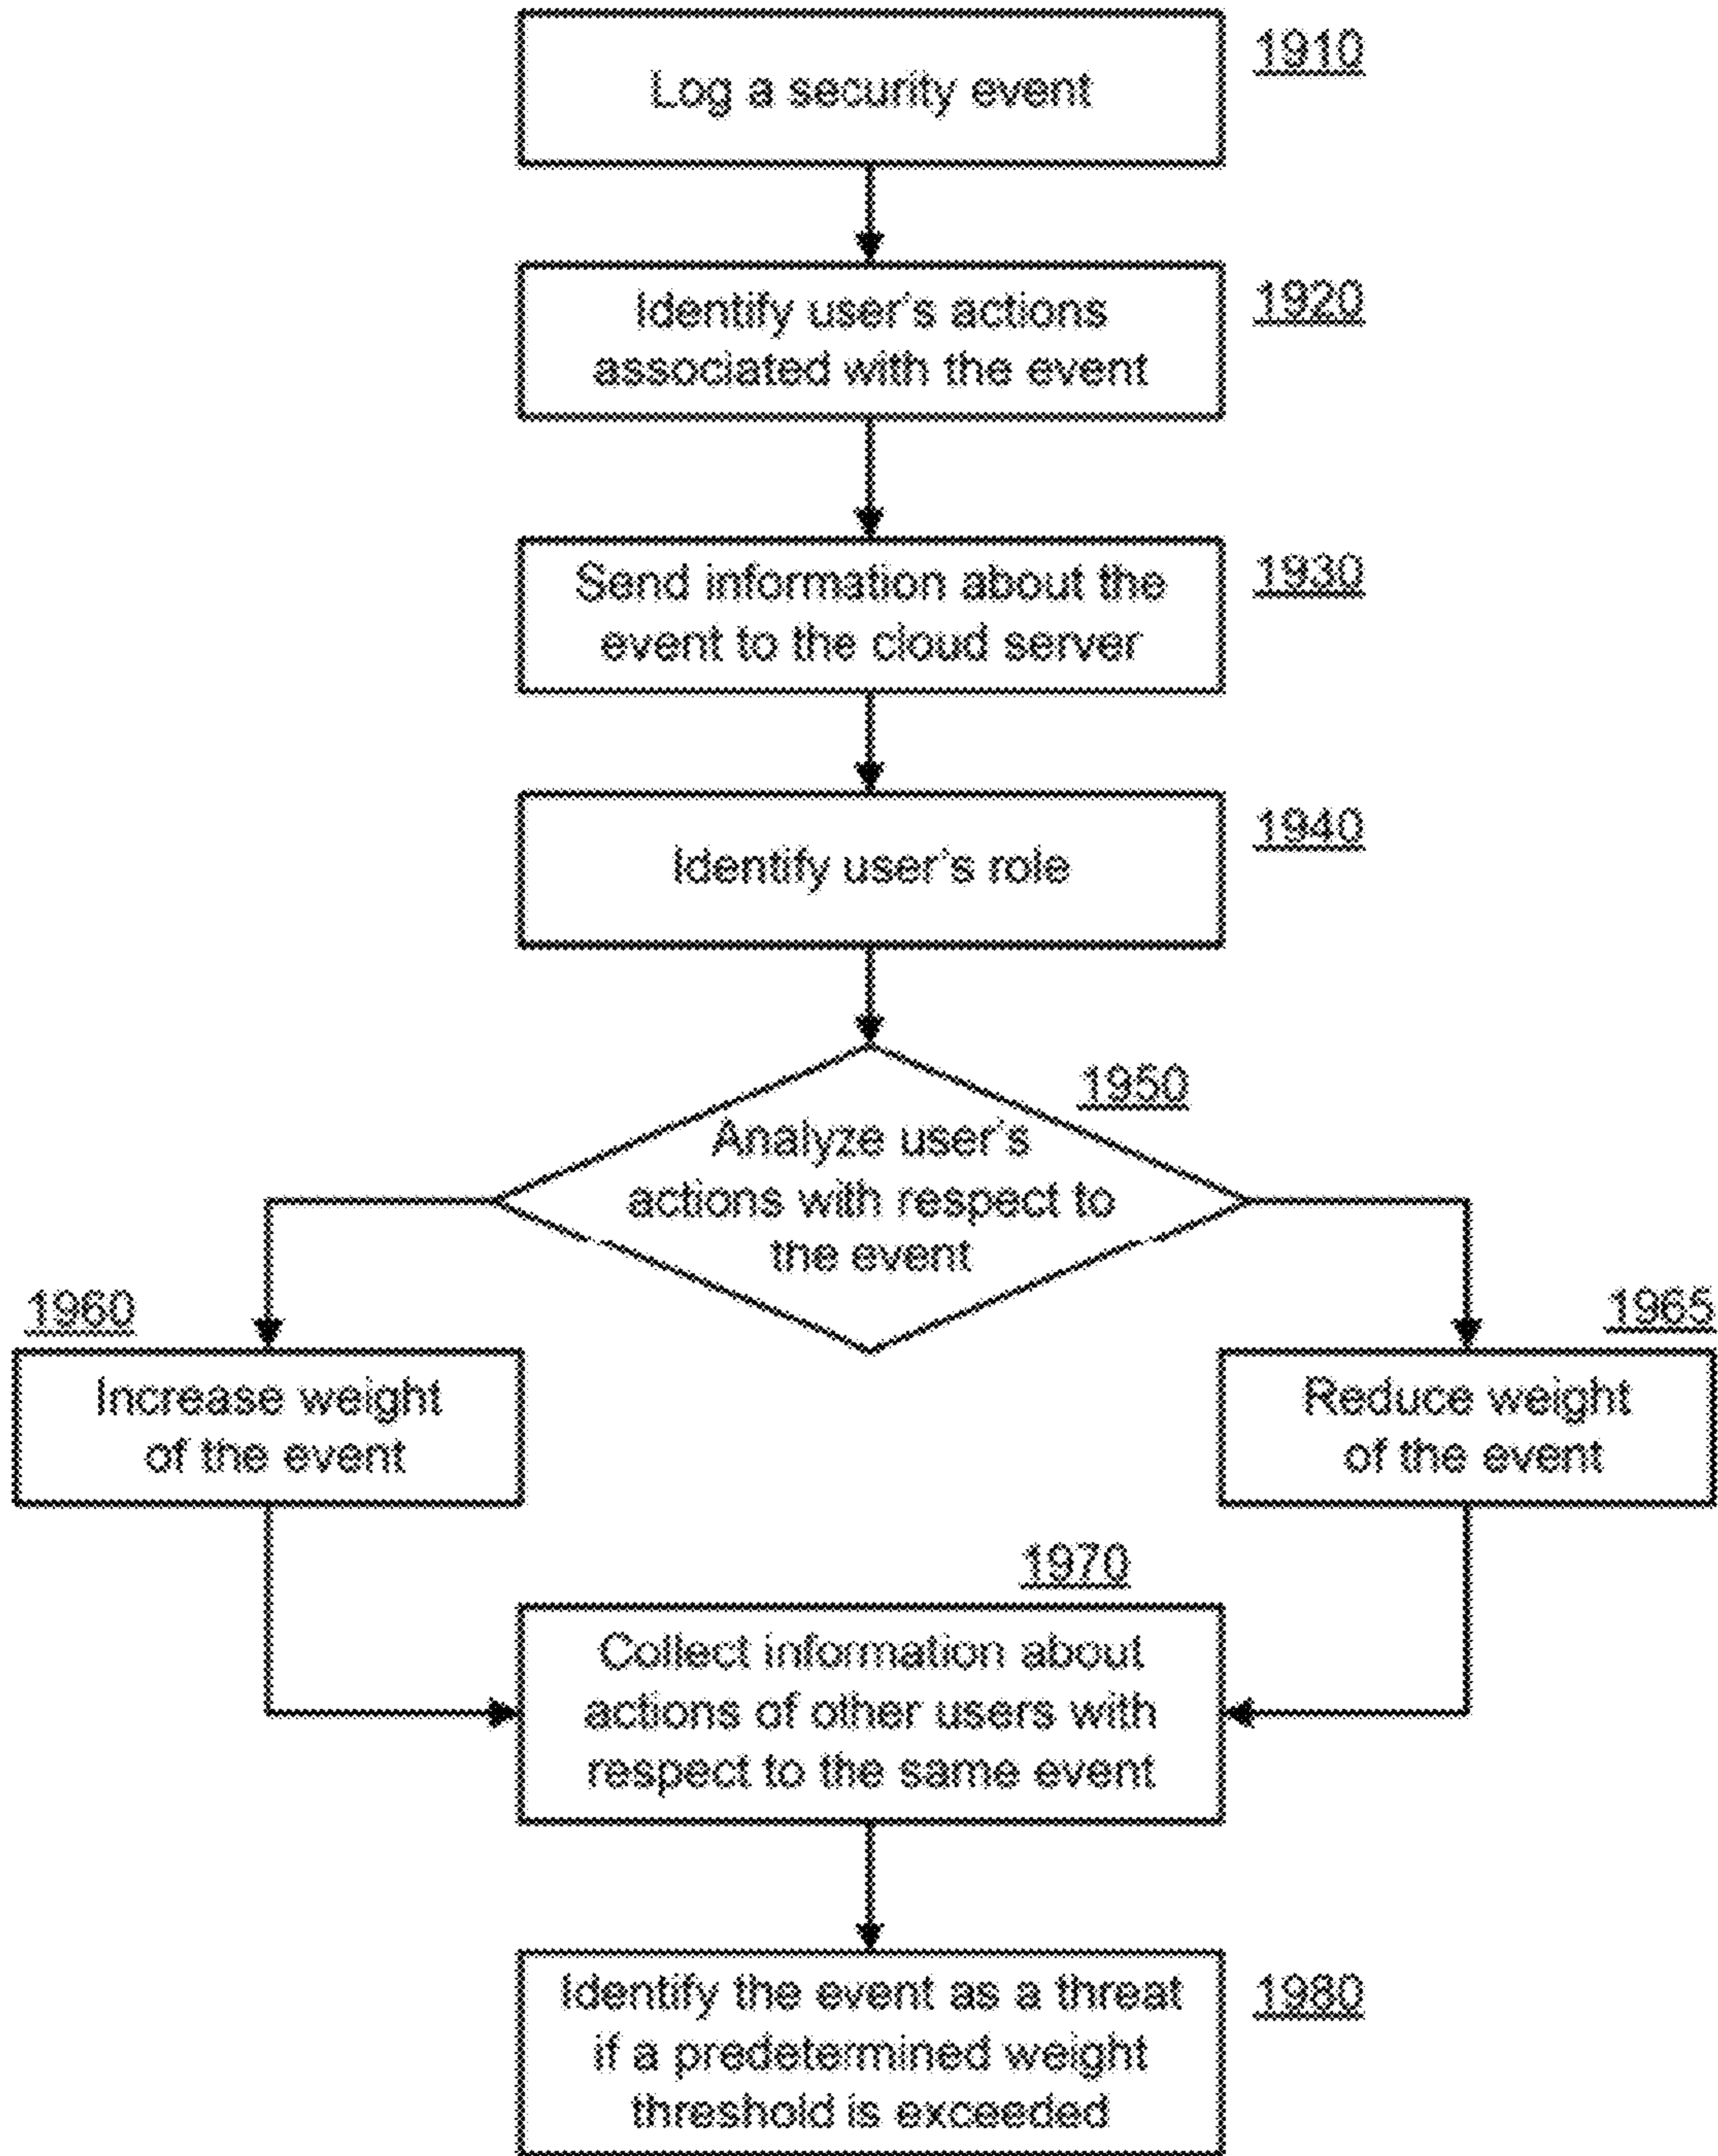 1910
Log a security event
1920
Identify user's actions
associated with the event
1930
Send information about the
event to the cloud server
1940
Identify user's role
1950
Analyze user's
actions with respect to
the event
1960
Increase weight
of the event
1965
Reduce weight
of the event
1970
Collect information about
actions of other users with
respect to the same event
1980
Identify the event as a threat
if a predetermined weight
threshold is exceeded